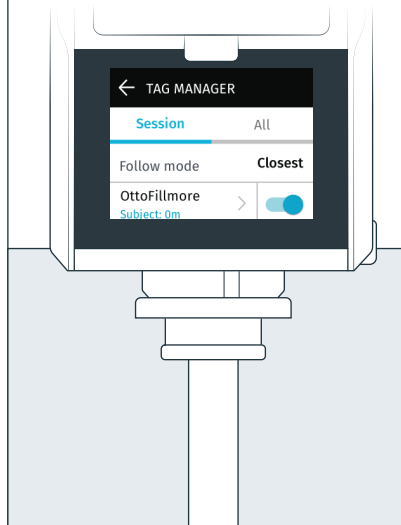 TAG MANAGER
Session All
Follow mode Closest
OttoFillmore
Subject: 0m